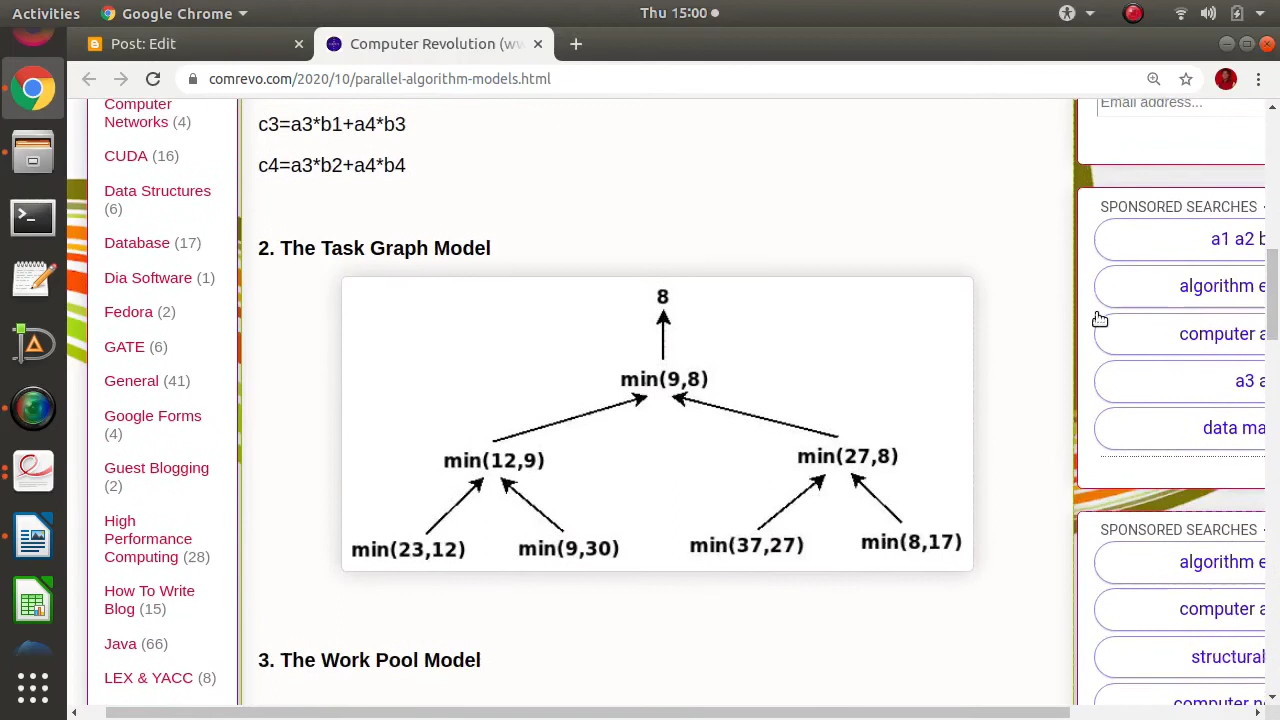 Activities
Google Chrome
Thu 15:00
Post: Edit
Computer Revolution (ww
comrevo.com/2020/10/parallel-algorithm-models.html
Computer
Networks (4)
CUDA (16)
Data Structures
(6)
Database (17)
Dia Software (1)
Fedora (2)
GATE (6)
General (41)
Google Forms
(4)
Guest Blogging
(2)
High
Performance
Computing (28)
How To Write
Blog (15)
Java (66)
LEX & YACC (8)
c3=a3*b1+a4*b3
c4=a3*b2+a4*b4
2. The Task Graph Model
8
min(9,8)
min(12,9)
min(27,8)
min(23,12)
min(9,30)
min(37,27)
min(8,17)
3. The Work Pool Model
Email address...
SPONSORED SEARCHES
a1 a2 b
algorithm e
computer a
a3 a
data ma
SPONSORED SEARCHES
algorithm e
computer a
structural
computer ne